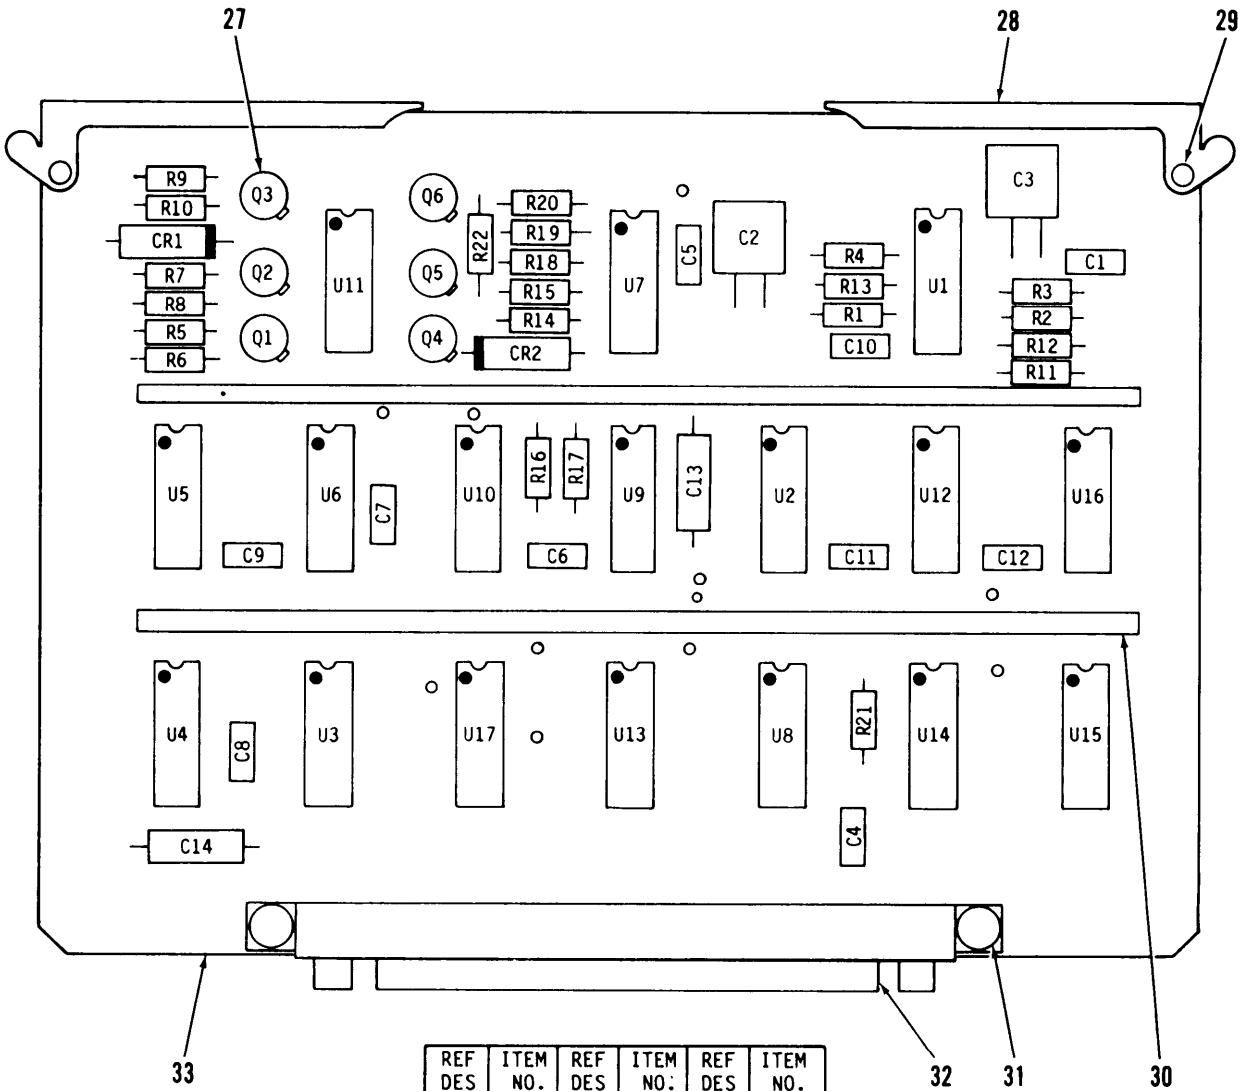 27
28
29
R9
R10
CR1
R7
R8
R5
R6
Q3
Q2
Q1
U11
Q6
Q5
Q4
R22
R20
R19
R18
R15
R14
CR2
U7
C5
C2
R4
R13
R1
C10
U1
C3
C1
R3
R2
R12
R11
U5
C9
U6
C7
U10
R16
R17
C6
U9
C13
U2
C11
U12
C12
U16
U4
C8
U3
U17
U13
U8
R21
U14
U15
C14
C4
33
32
31
30
REF DES ITEM NO. REF DES ITEM NO. REF DES ITEM NO.